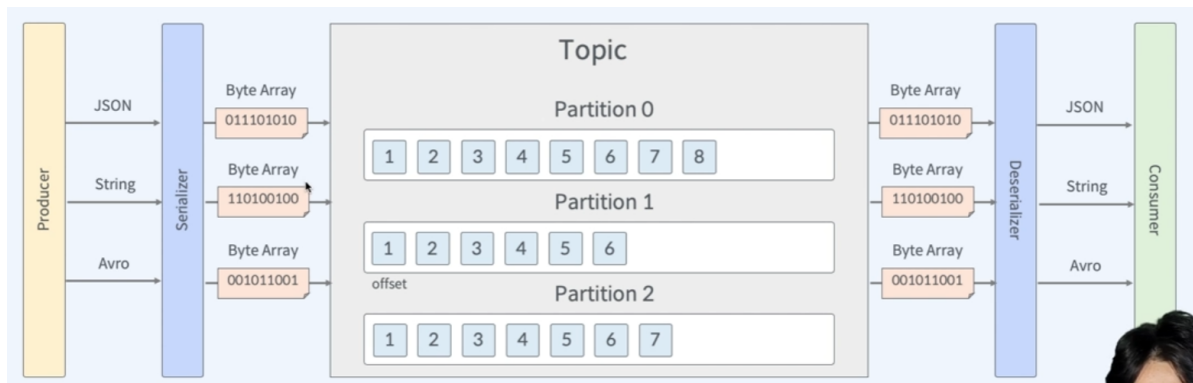 Producer
JSON
String
Avro
Serializer
Byte Array
011101010
Byte Array
110100100
Byte Array
001011001
Topic
Partition 0
1 2 3 4 5 6 7 8
Partition 1
1 2 3 4 5 6
offset
Partition 2
1 2 3 4 5 6 7
Byte Array
011101010
Byte Array
110100100
Byte Array
001011001
Deserializer
JSON
String
Avro
Consumer